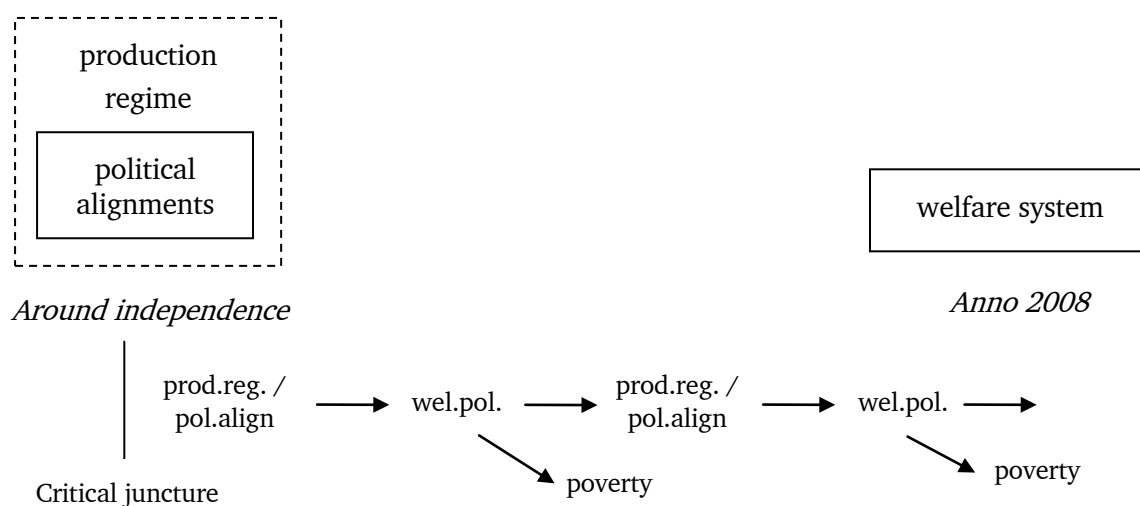 production
regime
political
alignments
welfare system
Around independence
Anno 2008
prod.reg. /
pol.align
wel.pol.
prod.reg. /
pol.align
wel.pol.
poverty
poverty
Critical juncture